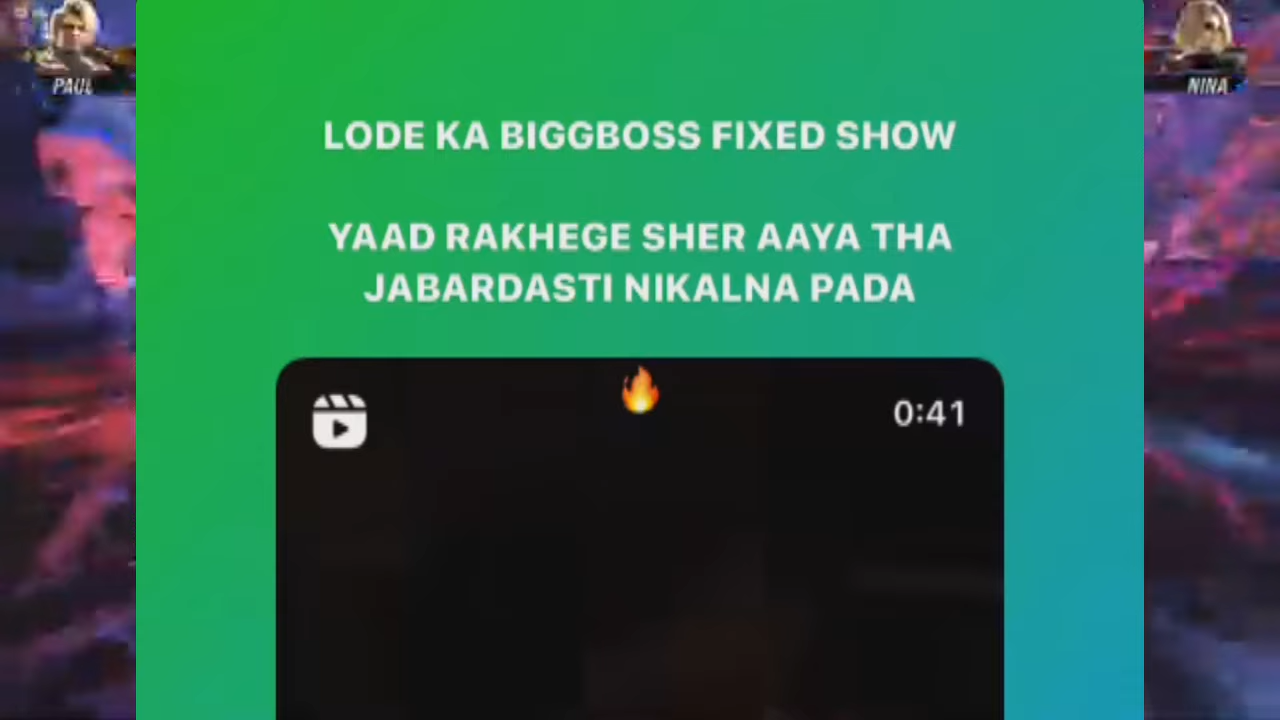 PAUL
NINA
LODE KA BIGGBOSS FIXED SHOW
YAAD RAKHEGE SHER AAYA THA
JABARDASTI NIKALNA PADA
🔥
0:41